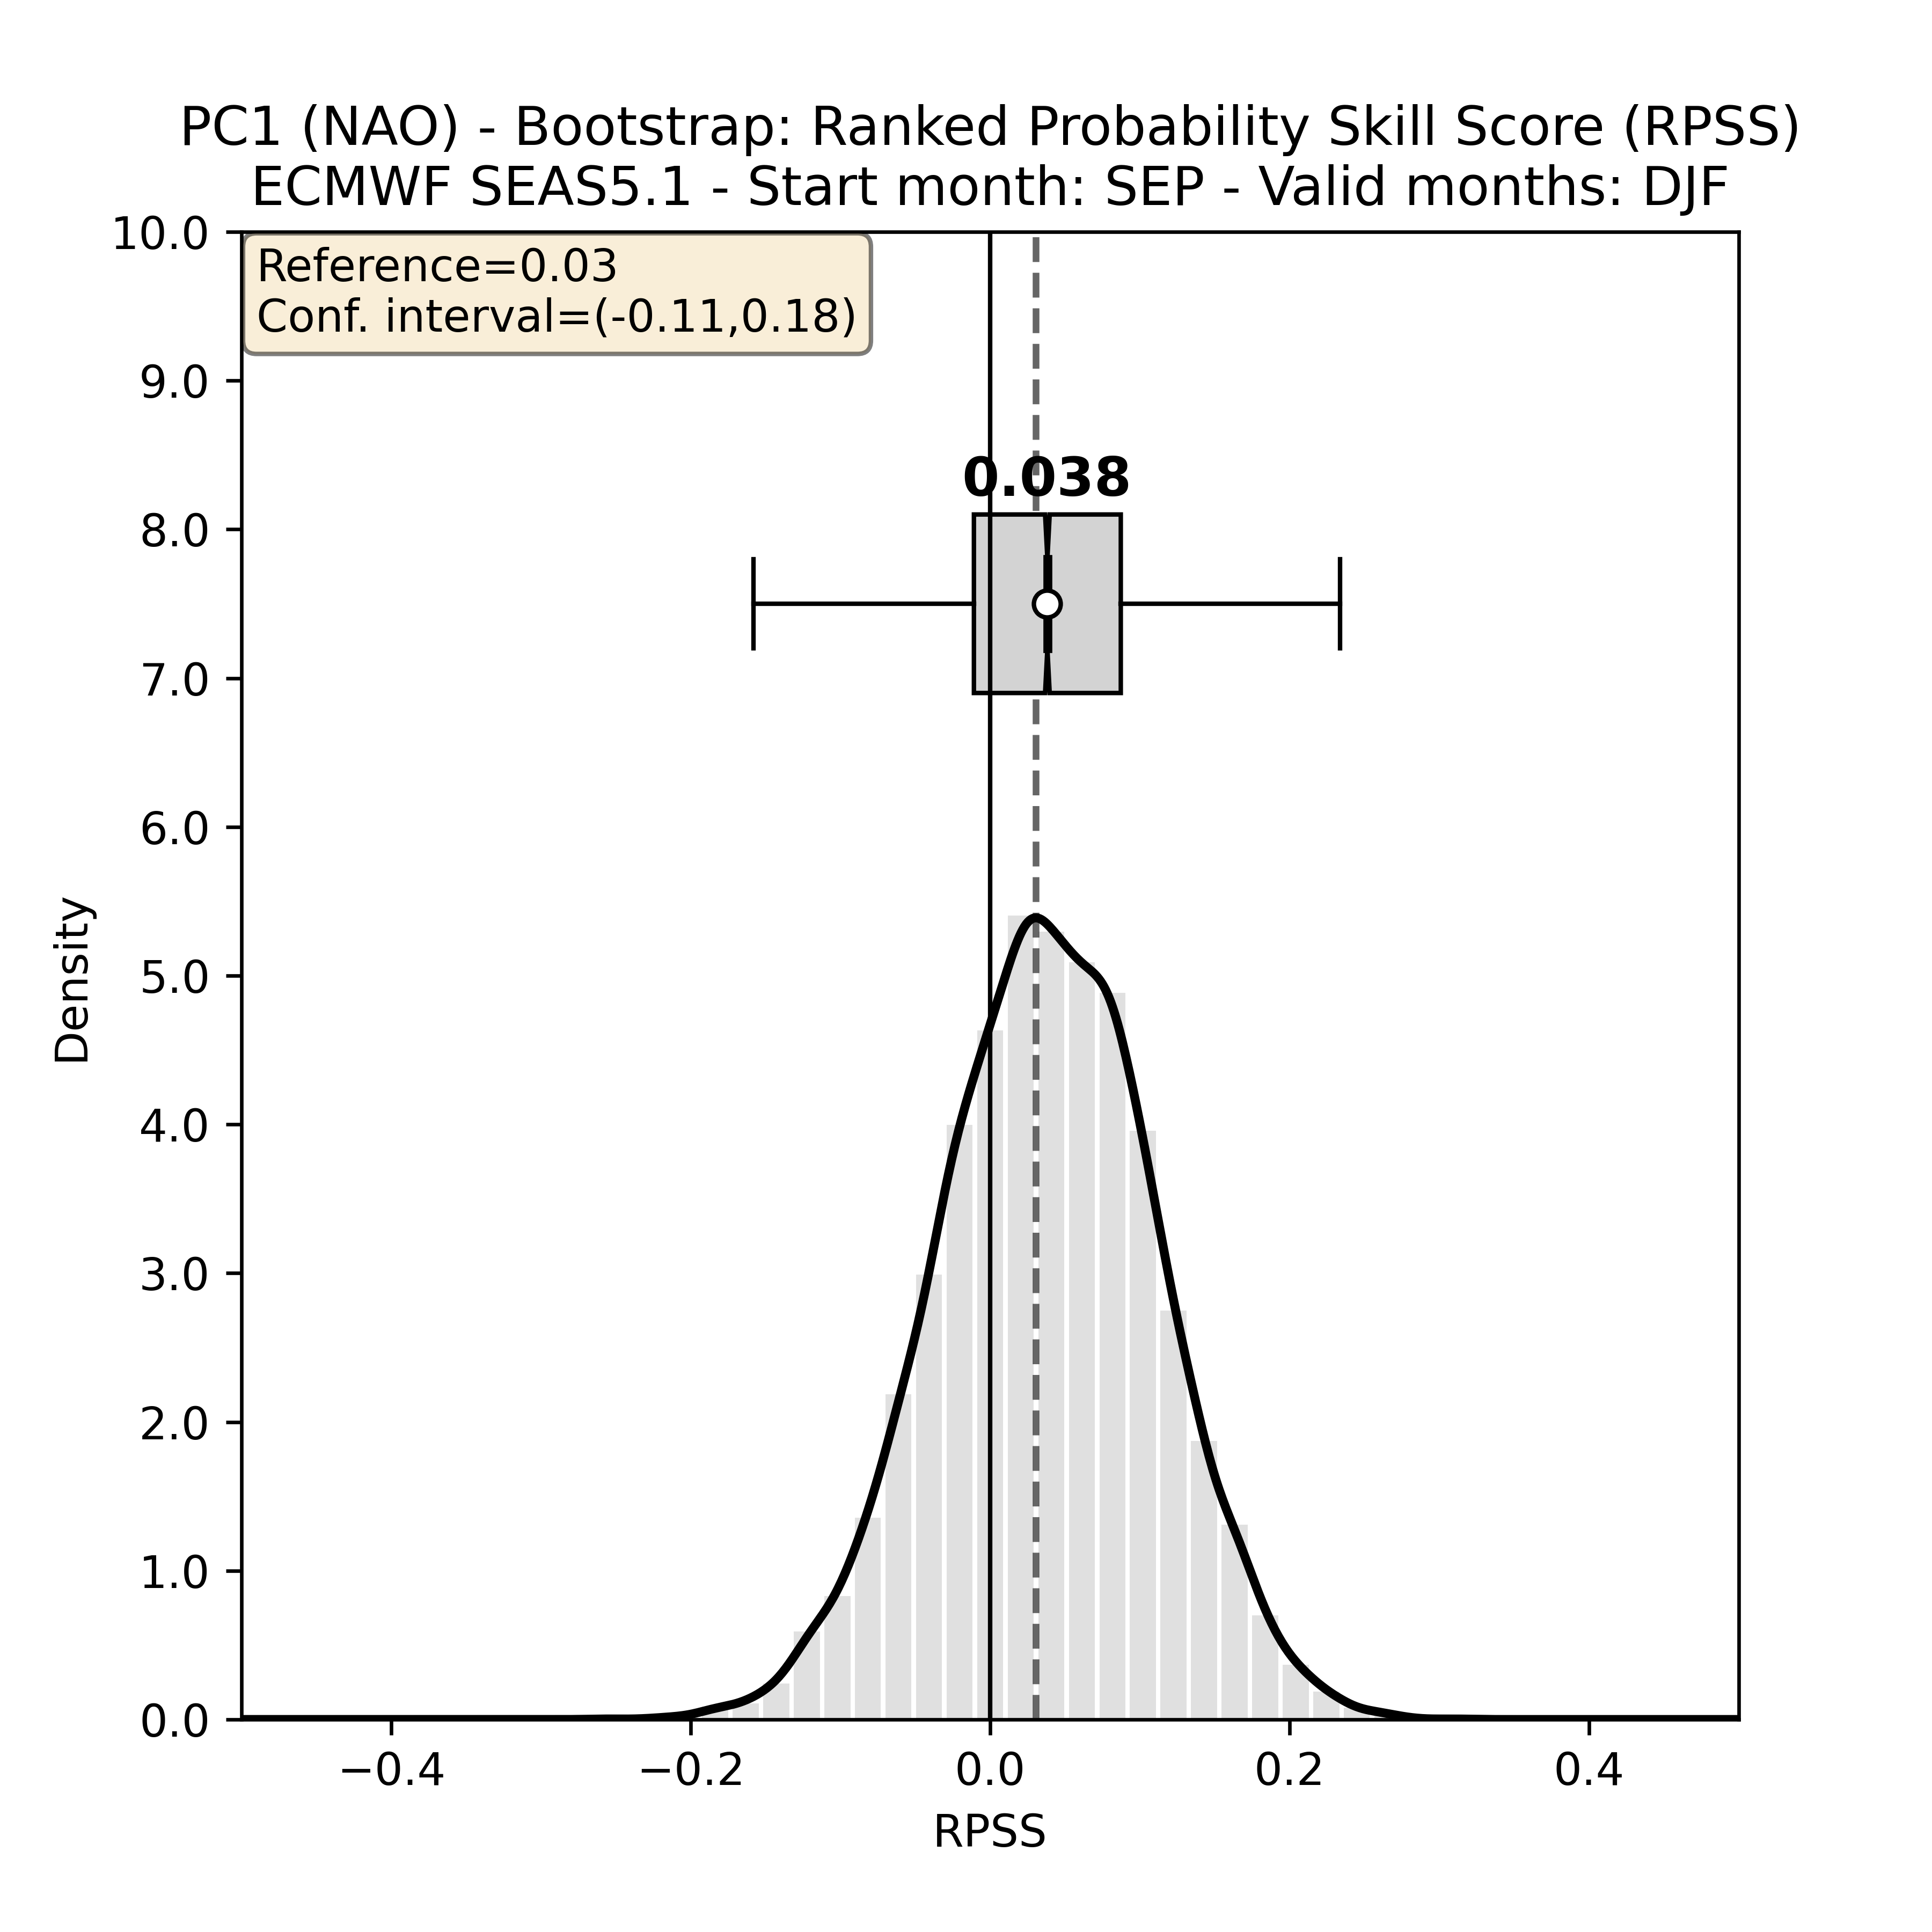 PC1 (NAO) - Bootstrap: Ranked Probability Skill Score (RPSS)
ECMWF SEAS5.1 - Start month: SEP - Valid months: DJF
Reference=0.03
Conf. interval=(-0.11,0.18)
0.038
10.0
9.0
8.0
7.0
6.0
5.0
4.0
3.0
2.0
1.0
0.0
Density
−0.4
−0.2
0.0
0.2
0.4
RPSS